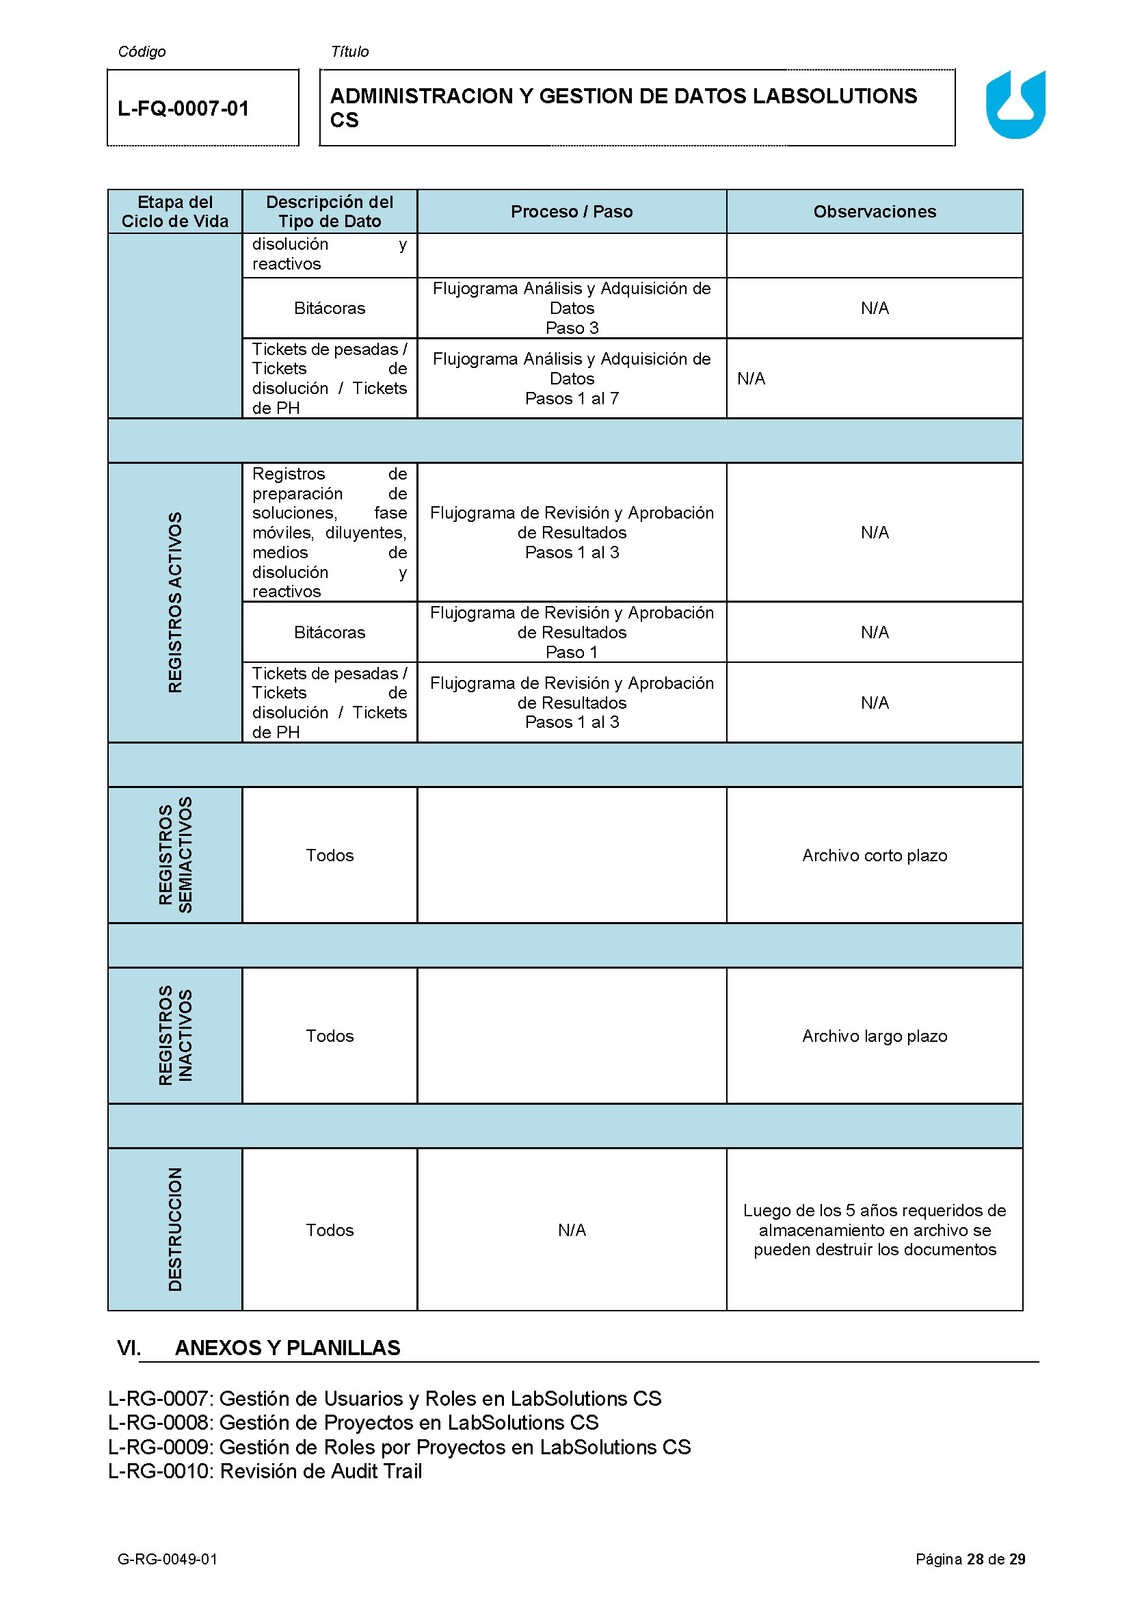 Código
Título
L-FQ-0007-01
ADMINISTRACION Y GESTION DE DATOS LABSOLUTIONS
CS
Etapa del
Ciclo de Vida
Descripción del
Tipo de Dato
Proceso / Paso
Observaciones
disolución y
reactivos
Bitácoras
Flujograma Análisis y Adquisición de
Datos
Paso 3
N/A
Tickets de pesadas /
Tickets de
disolución / Tickets
de PH
Flujograma Análisis y Adquisición de
Datos
Pasos 1 al 7
N/A
REGISTROS ACTIVOS
Registros de
preparación de
soluciones, fase
móviles, diluyentes,
medios de
disolución y
reactivos
Flujograma de Revisión y Aprobación
de Resultados
Pasos 1 al 3
N/A
Bitácoras
Flujograma de Revisión y Aprobación
de Resultados
Paso 1
N/A
Tickets de pesadas /
Tickets de
disolución / Tickets
de PH
Flujograma de Revisión y Aprobación
de Resultados
Pasos 1 al 3
N/A
REGISTROS
SEMIACTIVOS
Todos
Archivo corto plazo
REGISTROS
INACTIVOS
Todos
Archivo largo plazo
DESTRUCCION
Todos
N/A
Luego de los 5 años requeridos de
almacenamiento en archivo se
pueden destruir los documentos
VI. ANEXOS Y PLANILLAS
L-RG-0007: Gestión de Usuarios y Roles en LabSolutions CS
L-RG-0008: Gestión de Proyectos en LabSolutions CS
L-RG-0009: Gestión de Roles por Proyectos en LabSolutions CS
L-RG-0010: Revisión de Audit Trail
G-RG-0049-01
Página 28 de 29